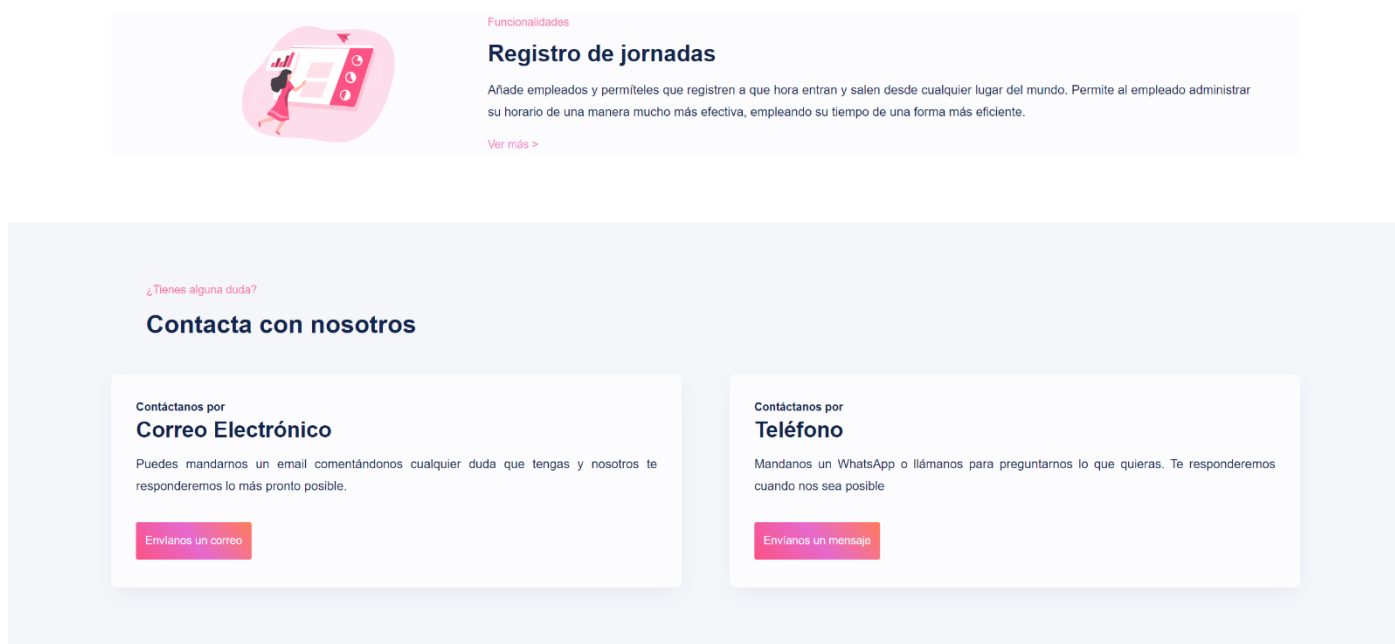 Funcionalidades
Registro de jornadas
Añade empleados y permíteles que registren a que hora entran y salen desde cualquier lugar del mundo. Permite al empleado administrar
su horario de una manera mucho más efectiva, empleando su tiempo de una forma más eficiente.
Ver más >
¿Tienes alguna duda?
Contacta con nosotros
Contáctanos por
Correo Electrónico
Puedes mandarnos un email comentándonos cualquier duda que tengas y nosotros te
responderemos lo más pronto posible.
Envíanos un correo
Contáctanos por
Teléfono
Mandanos un WhatsApp o llámanos para preguntarnos lo que quieras. Te responderemos
cuando nos sea posible
Envíanos un mensaje